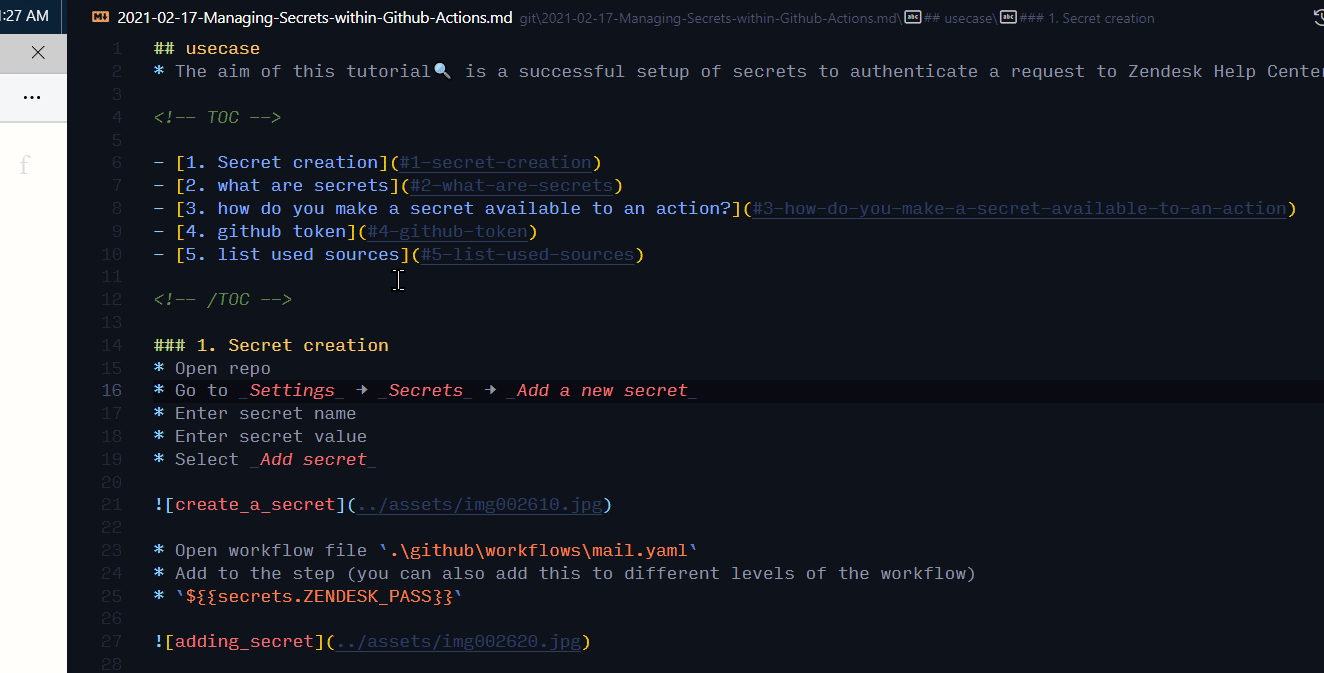 :27 AM
2021-02-17-Managing-Secrets-within-Github-Actions.md git\2021-02-17-Managing-Secrets-within-Github-Actions.md\ abc ## usecase\ abc ### 1. Secret creation
1 ## usecase
2 * The aim of this tutorial🔍 is a successful setup of secrets to authenticate a request to Zendesk Help Cente
3
4 <!-- TOC -->
5
6 - [1. Secret creation](#1-secret-creation)
7 - [2. what are secrets](#2-what-are-secrets)
8 - [3. how do you make a secret available to an action?](#3-how-do-you-make-a-secret-available-to-an-action)
9 - [4. github token](#4-github-token)
10 - [5. list used sources](#5-list-used-sources)
11
12 <!-- /TOC -->
13
14 ### 1. Secret creation
15 * Open repo
16 * Go to _Settings_ → _Secrets_ → _Add a new secret_
17 * Enter secret name
18 * Enter secret value
19 * Select _Add secret_
20
21 ![create_a_secret](../assets/img002610.jpg)
22
23 * Open workflow file `.\github\workflows\mail.yaml`
24 * Add to the step (you can also add this to different levels of the workflow)
25 * `${{secrets.ZENDESK_PASS}}`
26
27 ![adding_secret](../assets/img002620.jpg)
28
f